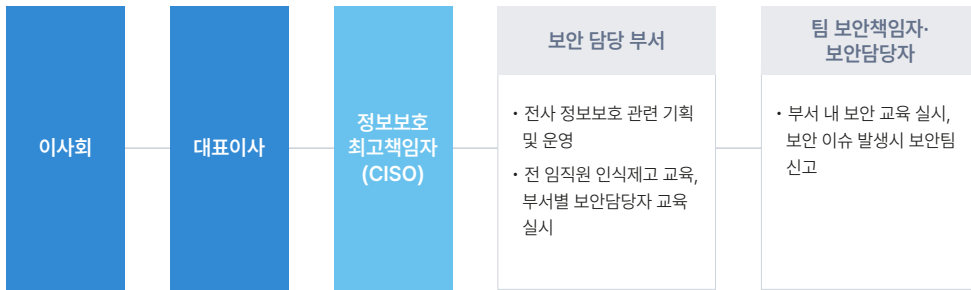 이사회
대표이사
정보보호
최고책임자
(CISO)
보안 담당 부서
• 전사 정보보호 관련 기획
및 운영
• 전 임직원 인식제고 교육,
부서별 보안담당자 교육
실시
팀 보안책임자·
보안담당자
• 부서 내 보안 교육 실시,
보안 이슈 발생시 보안팀
신고